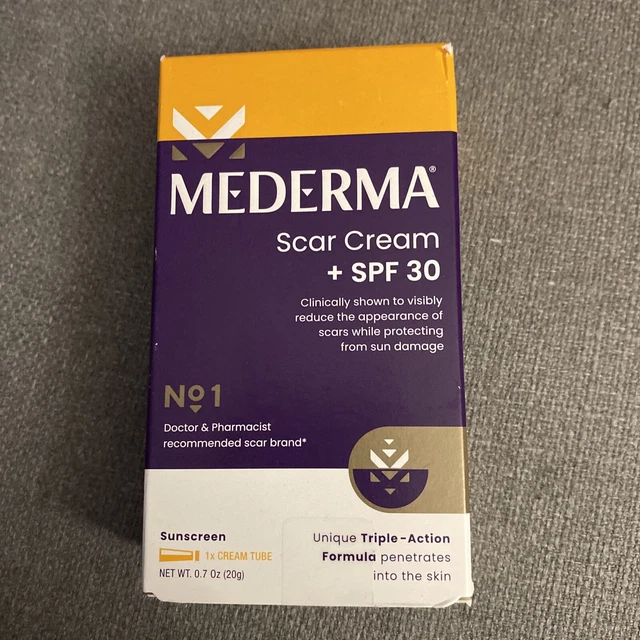 MEDERMA®
Scar Cream
+ SPF 30
Clinically shown to visibly
reduce the appearance of
scars while protecting
from sun damage
No 1
Doctor & Pharmacist
recommended scar brand*
Sunscreen
1x CREAM TUBE
NET WT. 0.7 Oz (20g)
Unique Triple-Action
Formula penetrates
into the skin